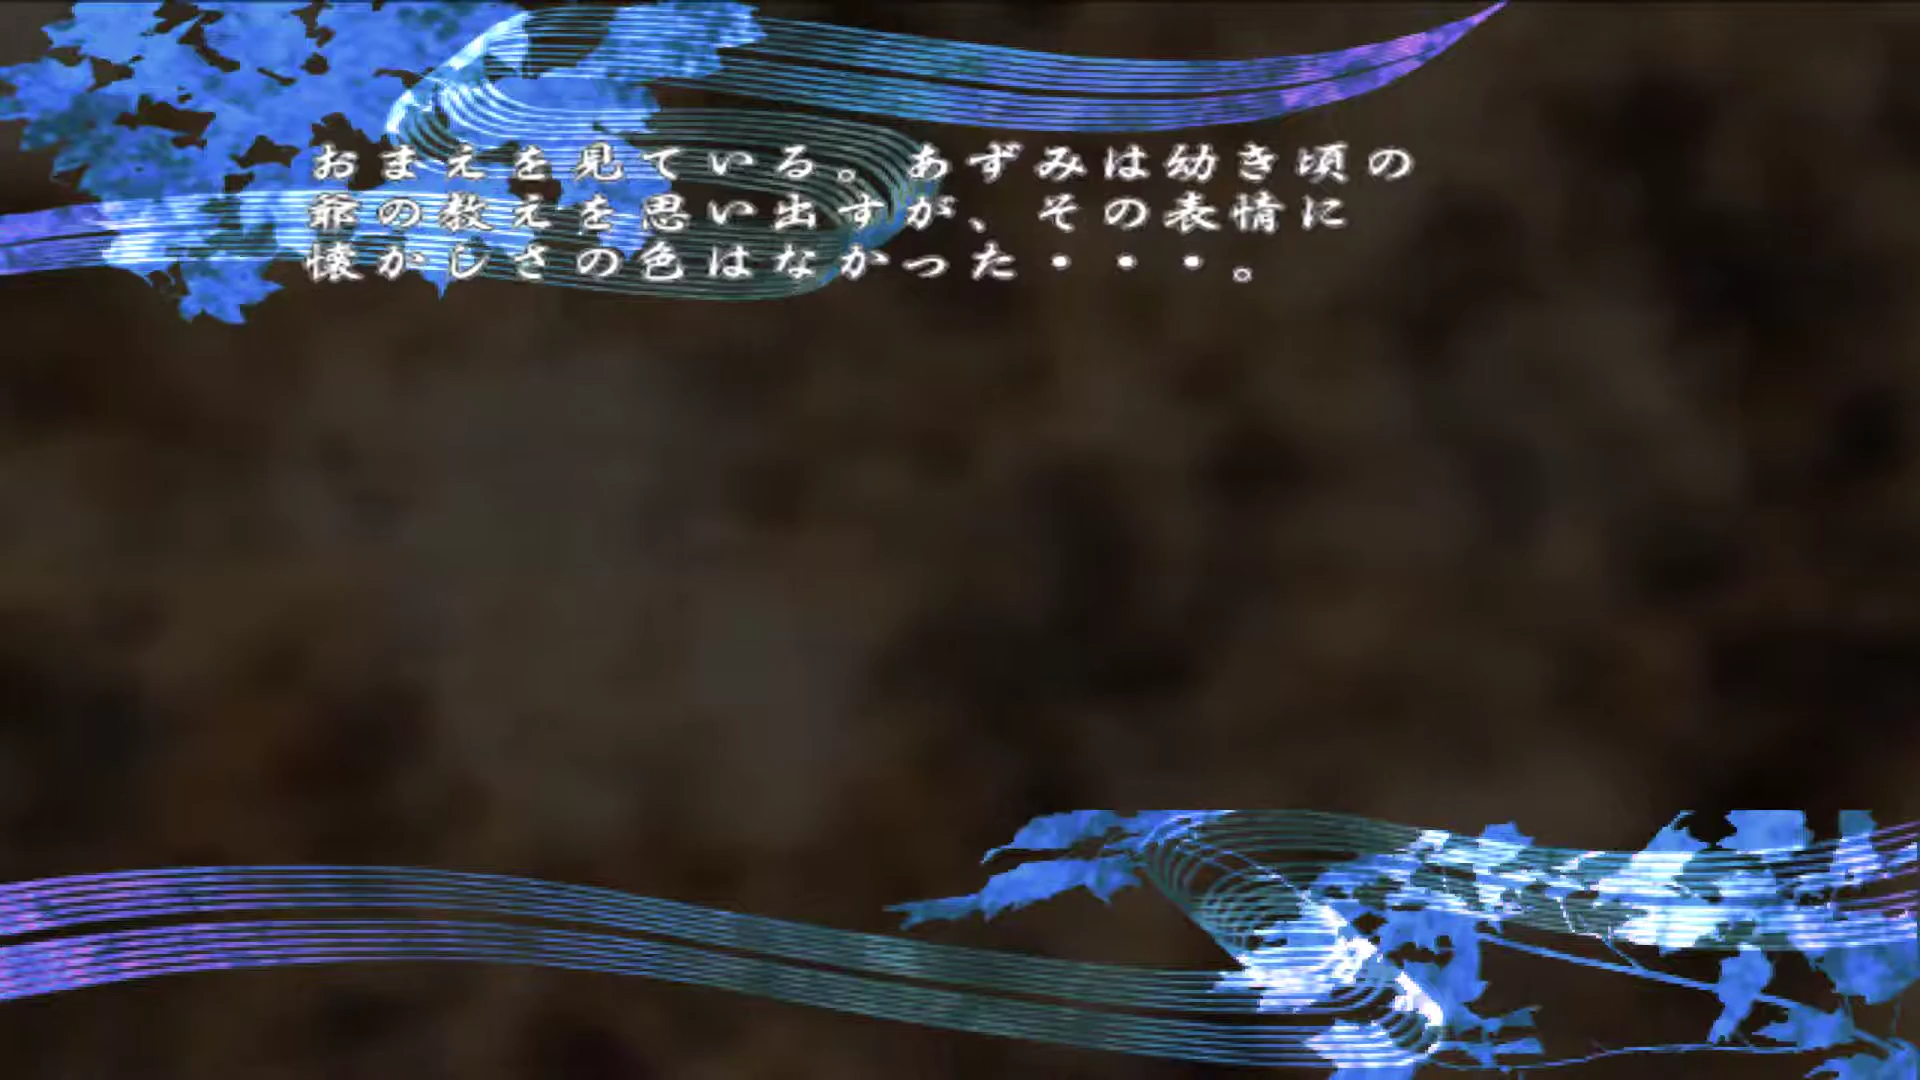 おまえを見ている。あずみは幼き頃の
爺の教えを思い出すが、その表情に
懐かしさの色はなかった・・・。